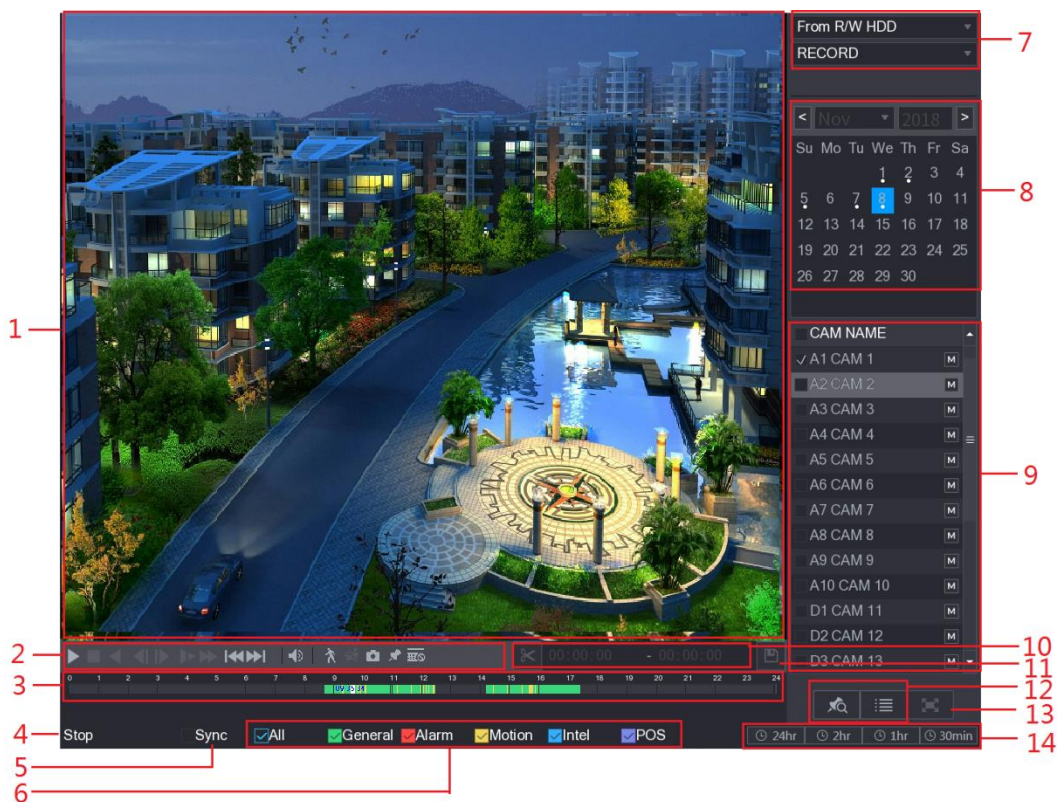 From R/W HDD
RECORD
7
< Nov 2018 >
Su Mo Tu We Th Fr Sa
1 2 3 4
5 6 7 8 9 10 11
12 13 14 15 16 17 18
19 20 21 22 23 24 25
26 27 28 29 30
8
1
CAM NAME
A1 CAM 1 M
A2 CAM 2 M
A3 CAM 3 M
A4 CAM 4 M
A5 CAM 5 M
A6 CAM 6 M
A7 CAM 7 M
A8 CAM 8 M
A9 CAM 9 M
A10 CAM 10 M
D1 CAM 11 M
D2 CAM 12 M
D3 CAM 13 M
9
2
00:00:00 - 00:00:00
10
11
3
0 1 2 3 4 5 6 7 8 9 10 11 12 13 14 15 16 17 18 19 20 21 22 23 24
09:35:34
12
13
4
Stop Sync All General Alarm Motion Intel POS
24hr 2hr 1hr 30min
14
5
6